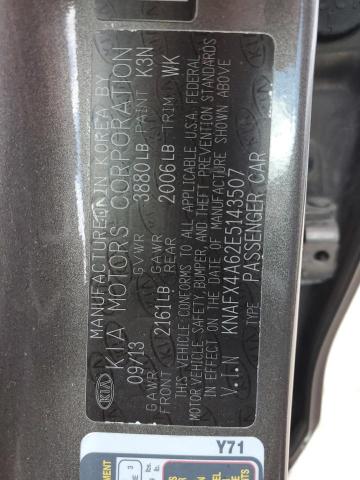 MANUFACTURED IN KOREA BY
KIA KIA MOTORS CORPORATION
09/13 GVWR 3880LB PAINT K3N
GAWR FRONT 2161LB GAWR REAR 2006LB TRIM WK
THIS VEHICLE CONFORMS TO ALL APPLICABLE U.S.A. FEDERAL
MOTOR VEHICLE SAFETY, BUMPER, AND THEFT PREVENTION STANDARDS
IN EFFECT ON THE DATE OF MANUFACTURE SHOWN ABOVE
V.I.N KNAFX4A62E5143507
TYPE: PASSENGER CAR
Y71